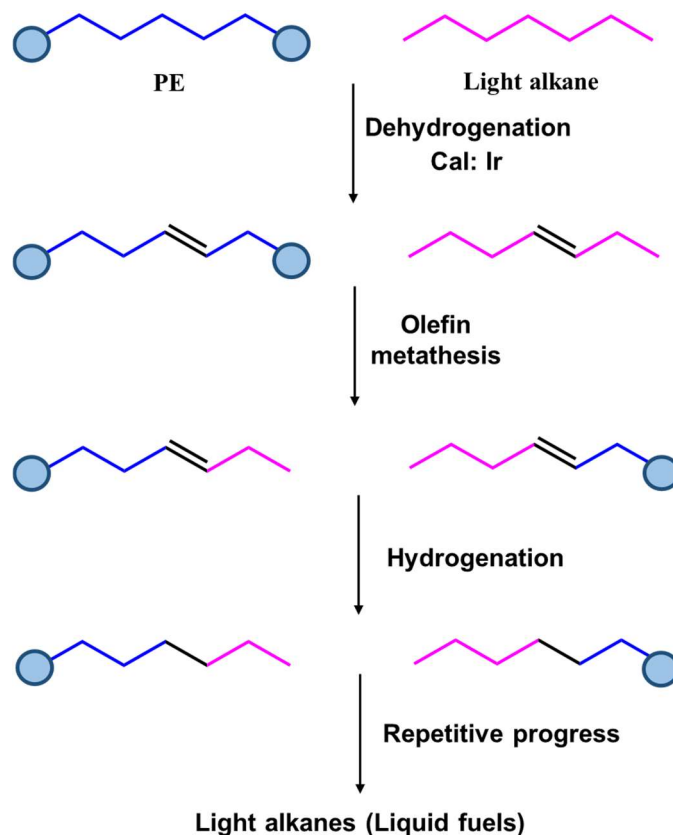 PE
Light alkane
Dehydrogenation
Cal: Ir
Olefin
metathesis
Hydrogenation
Repetitive progress
Light alkanes (Liquid fuels)